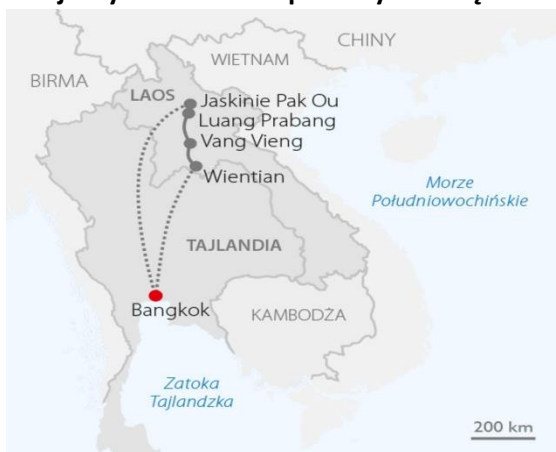 CHINY
WIETNAM
BIRMA
LAOS
Jaskinie Pak Ou
Luang Prabang
Vang Vieng
Wientian
Morze
Południowochińskie
TAJLANDIA
Bangkok
KAMBODŻA
Zatoka
Tajlandzka
200 km